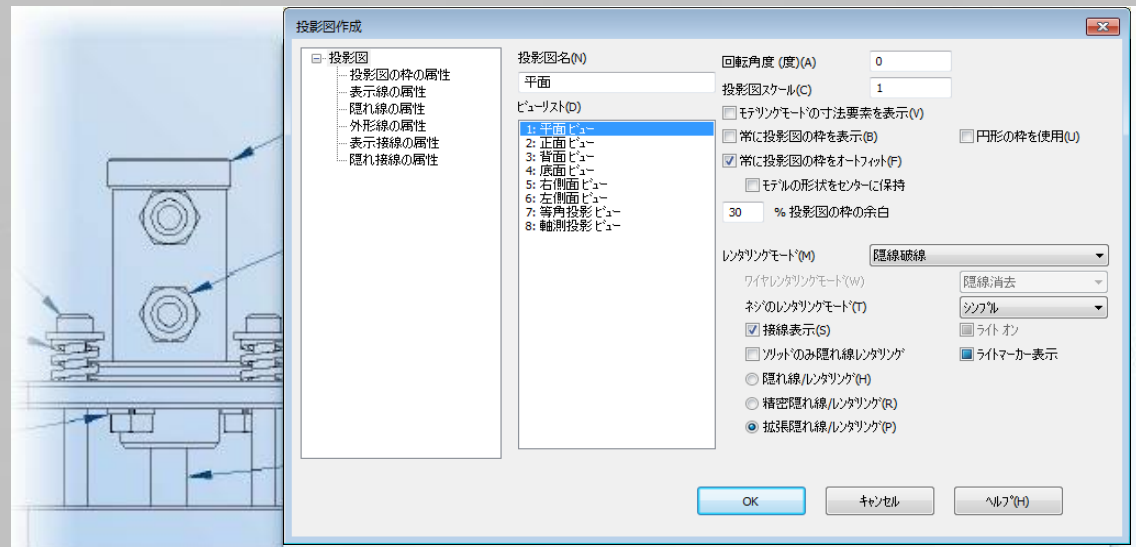 投影図作成
投影図
投影図の枠の属性
表示線の属性
隠れ線の属性
外形線の属性
表示接線の属性
隠れ接線の属性
投影図名(N)
平面
ビューリスト(D)
1: 平面ビュー
2: 正面ビュー
3: 背面ビュー
4: 底面ビュー
5: 右側面ビュー
6: 左側面ビュー
7: 等角投影ビュー
8: 軸測投影ビュー
回転角度 (度)(A) 0
投影図スケール(C) 1
モデリングモードの寸法要素を表示(V)
常に投影図の枠を表示(B) 円形の枠を使用(U)
常に投影図の枠をオートフィット(F)
モデルの形状をセンターに保持
30 % 投影図の枠の余白
レンダリングモード(M) 隠線破線
ワイヤレンダリングモード(W) 隠線消去
ネジのレンダリングモード(T) シンプル
接線表示(S) ライト オン
ソリッドのみ隠れ線レンダリング ライトマーカー表示
隠れ線/レンダリング(H)
精密隠れ線/レンダリング(R)
拡張隠れ線/レンダリング(P)
OK キャンセル ヘルプ(H)